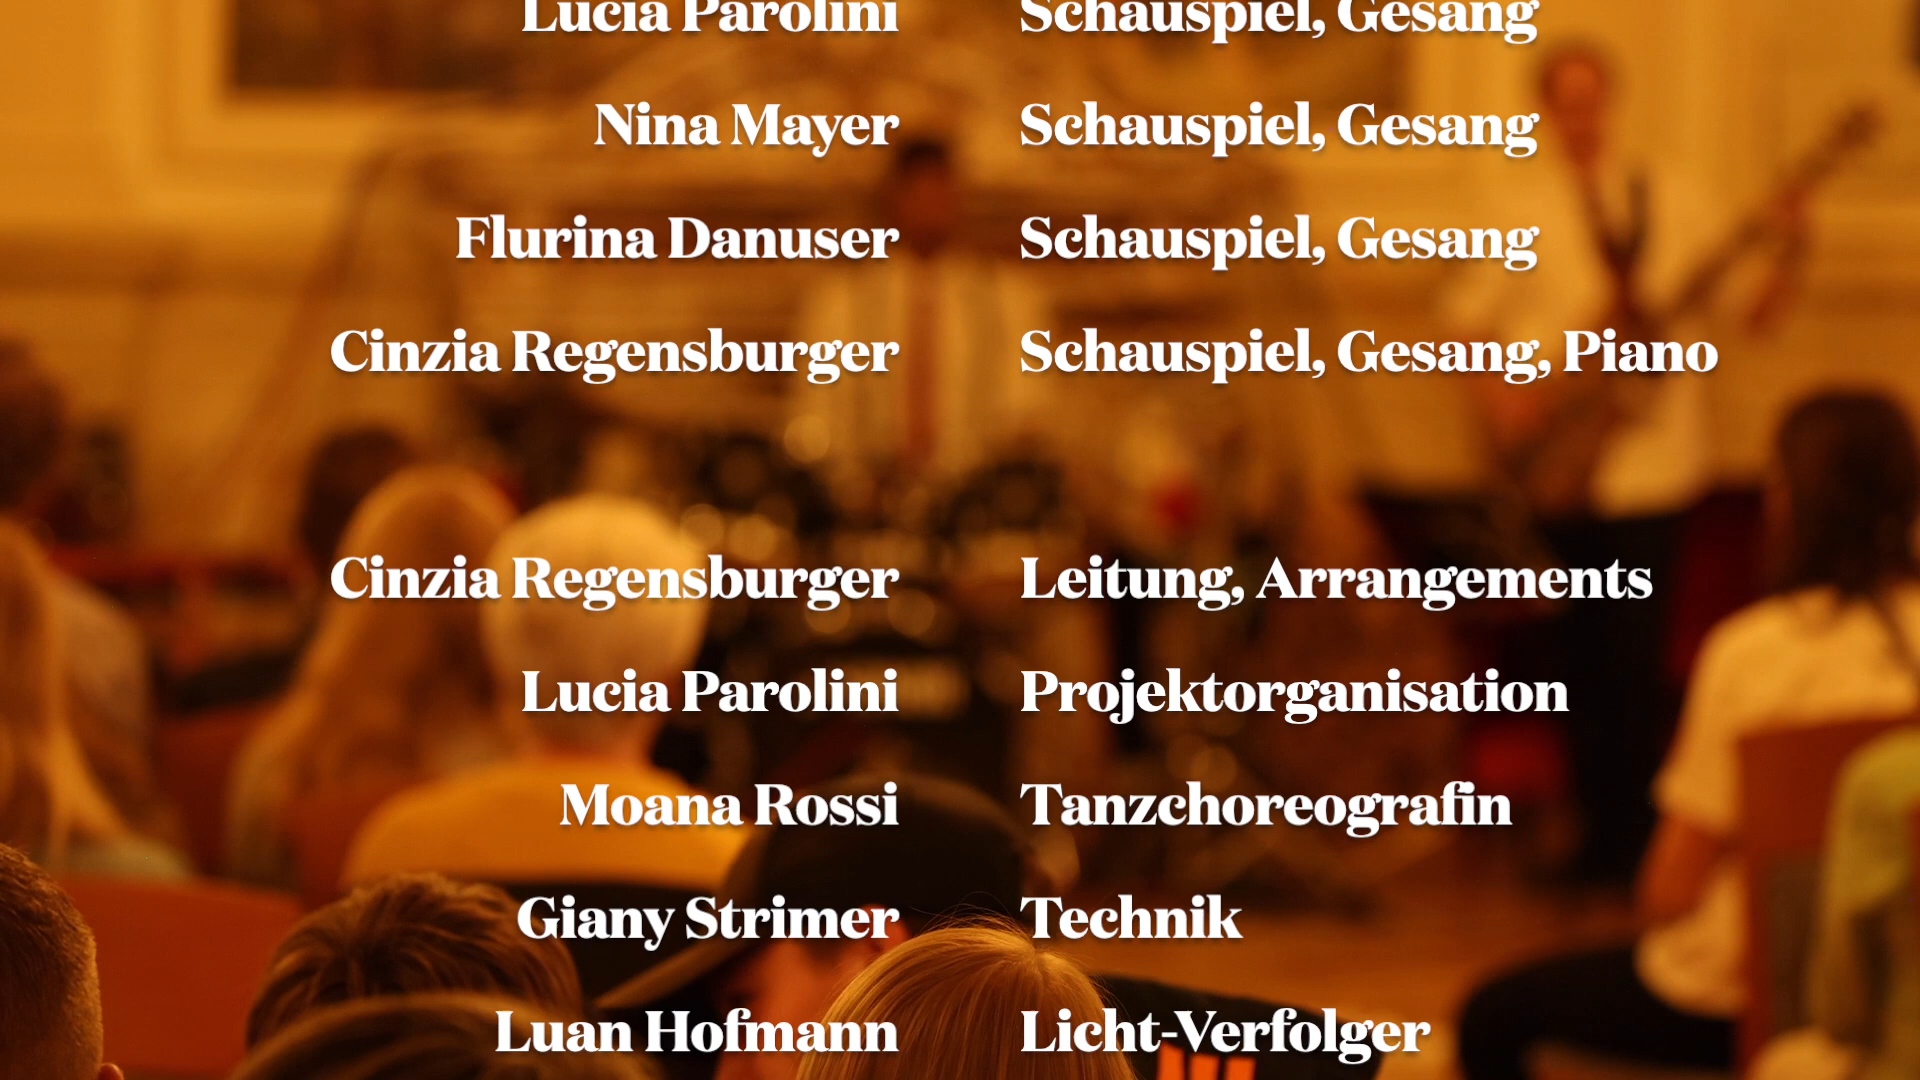 Lucia Parolini Schauspiel, Gesang
Nina Mayer Schauspiel, Gesang
Flurina Danuser Schauspiel, Gesang
Cinzia Regensburger Schauspiel, Gesang, Piano
Cinzia Regensburger Leitung, Arrangements
Lucia Parolini Projektorganisation
Moana Rossi Tanzchoreografin
Giany Strimer Technik
Luan Hofmann Licht-Verfolger